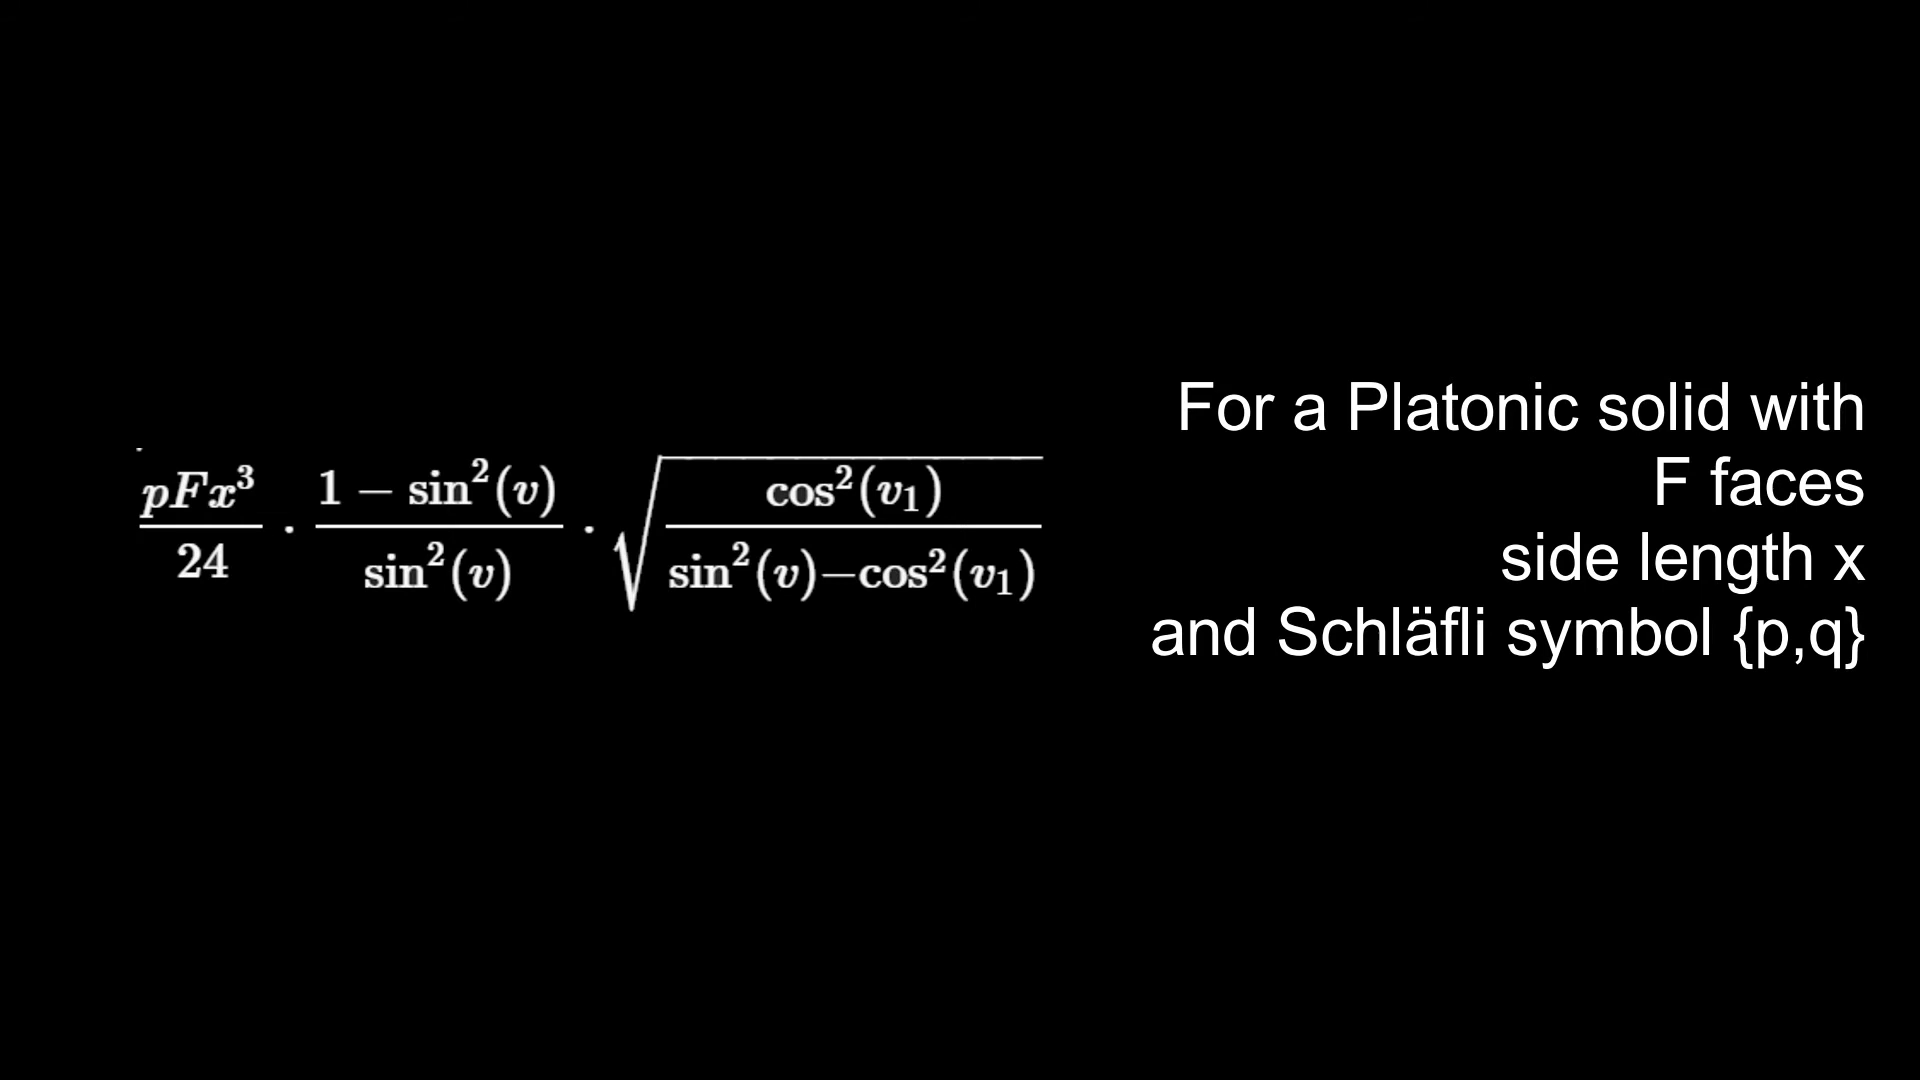 pFx³/24 · (1 − sin²(v))/sin²(v) · √(cos²(v₁)/(sin²(v)−cos²(v₁)))
For a Platonic solid with
F faces
side length x
and Schläfli symbol {p,q}